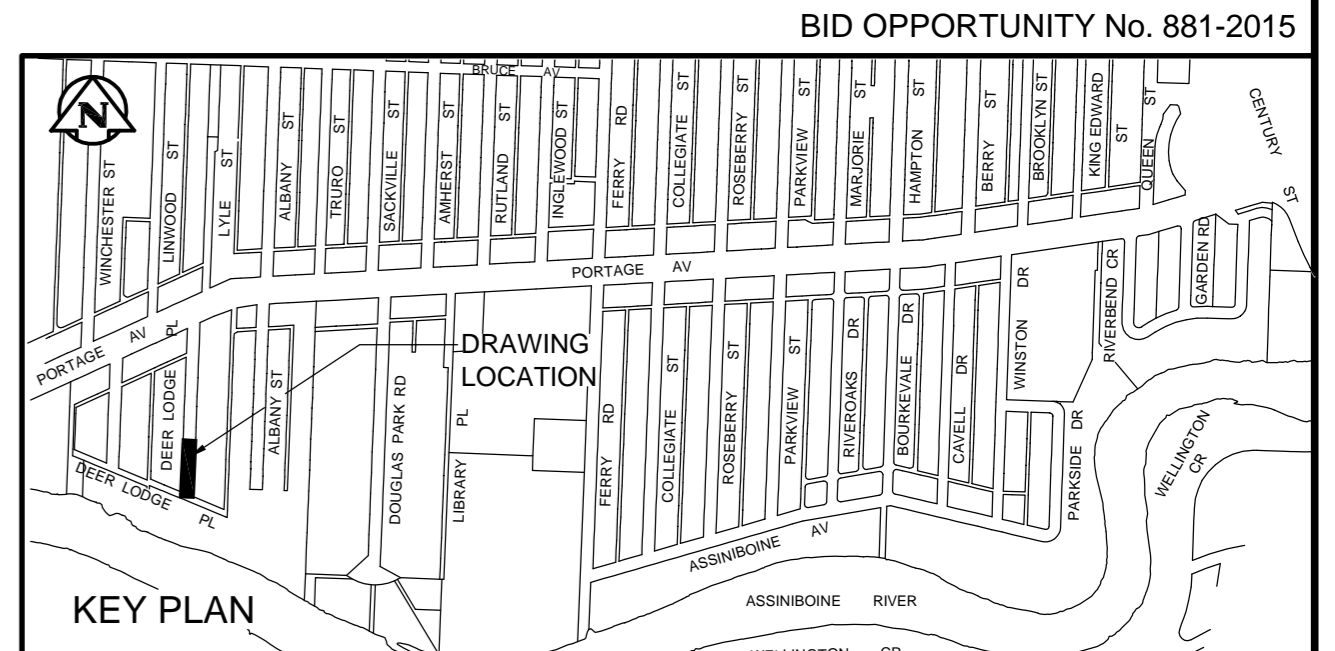 BID OPPORTUNITY No. 881-2015
N
BRUCE AV
WINCHESTER ST
LINWOOD ST
LYLE ST
ALBANY ST
TRURO ST
SACKVILLE ST
AMHERST ST
RUTLAND ST
INGLEWOOD ST
FERRY RD
COLLEGIATE ST
ROSEBERRY ST
PARKVIEW ST
MARJORIE ST
HAMPTON ST
BERRY ST
BROOKLYN ST
KING EDWARD ST
QUEEN ST
CENTURY ST
PORTAGE AV
PORTAGE AV
DEER LODGE PL
DEER LODGE PL
ALBANY ST
DRAWING
LOCATION
DOUGLAS PARK RD
LIBRARY PL
FERRY RD
COLLEGIATE ST
ROSEBERRY ST
PARKVIEW ST
RIVEROAKS DR
BOURKEVALE DR
CAVELL DR
WINSTON DR
PARKSIDE DR
RIVERBEND CR
GARDEN RD
WELLINGTON CR
ASSINIBOINE AV
ASSINIBOINE RIVER
WELLINGTON CR
KEY PLAN